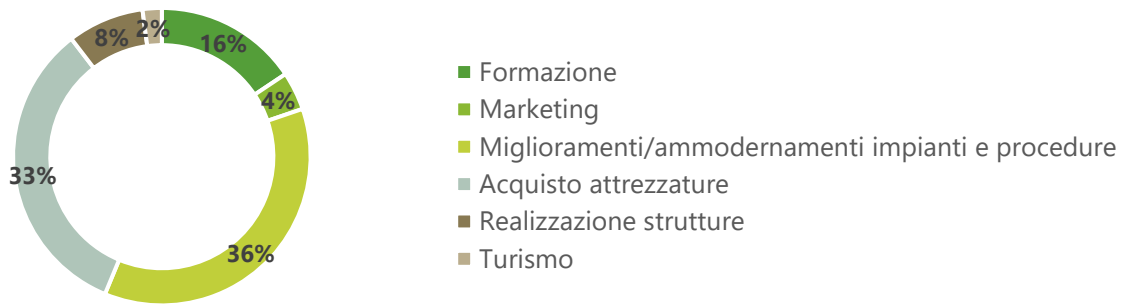 2%
8%
16%
4%
33%
36%
Formazione
Marketing
Miglioramenti/ammodernamenti impianti e procedure
Acquisto attrezzature
Realizzazione strutture
Turismo